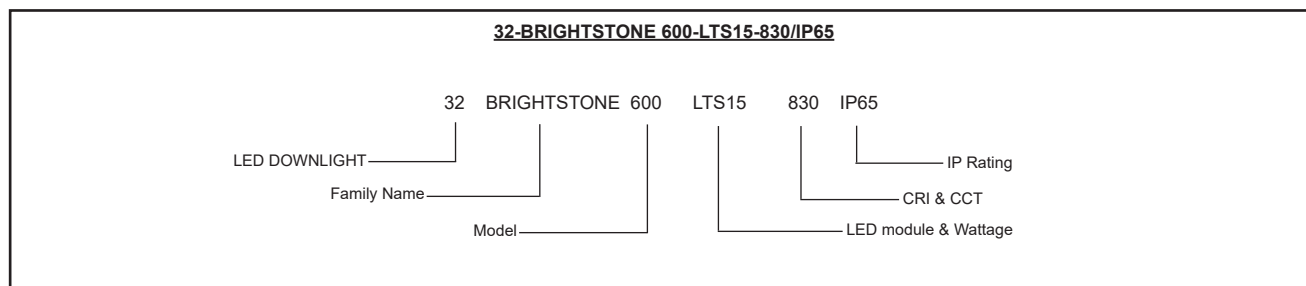 32-BRIGHTSTONE 600-LTS15-830/IP65
32 BRIGHTSTONE 600 LTS15 830 IP65
LED DOWNLIGHT
IP Rating
Family Name
CRI & CCT
Model
LED module & Wattage